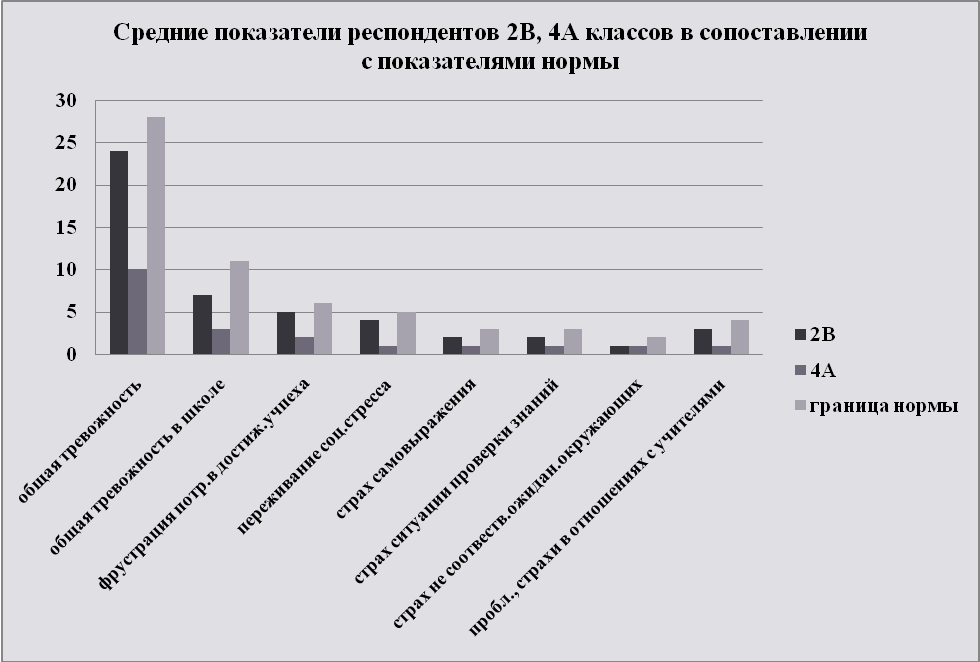 Средние показатели респондентов 2В, 4А классов в сопоставлении
с показателями нормы
30
25
20
15
10
5
0
общая тревожность
общая тревожность в школе
фрустрация потр.в достиж.учпеха
переживание соц.стресса
страх самовыражения
страх ситуации проверки знаний
страх не соотвеств.ожидан.окружающих
пробл., страхи в отношениях с учителями
2В
4А
граница нормы